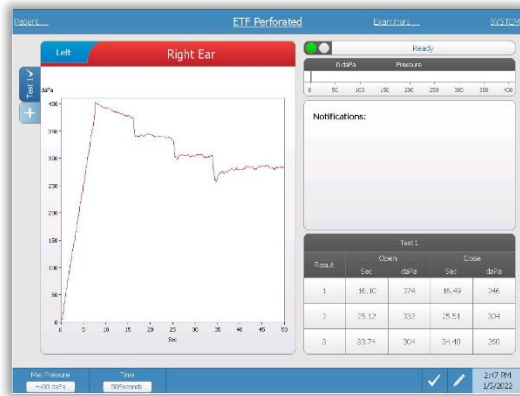 Patient ...
ETF Perforated
Examiners ...
SYSTEM
Left
Right Ear
Ready
Test 1
0 daPa
Pressure
0 50 100 150 200 250 300 350 400
daPa
Notifications:
400
350
300
250
200
150
100
50
0
0 5 10 15 20 25 30 35 40 45 50
Sec
Test 1
Result
Open
Close
Sec
daPa
Sec
daPa
1 16.10 374 16.49 346
2 25.12 332 25.51 304
3 33.74 304 34.48 260
Max Pressure
Time
+400 daPa
50Seconds
2:47 PM
1/5/2022